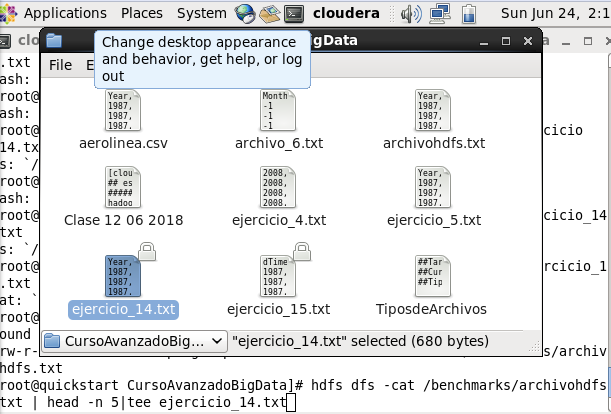 Applications Places System cloudera Sun Jun 24, 2:1
clo
BigData
Change desktop appearance
and behavior, get help, or log
out
File E
.txt
ash:
root@
ash:
root@ cicio
14.tx
s: `/
root@
ash:
root@ ercicio_14
txt
s: `/
root@ ercicio_1
txt
at: `
root@
ound
rw-r- s/archiv
hdfs.txt
Year,
1987,
1987,
1987.
Month
-1
-1
-1
Year,
1987,
1987,
1987.
aerolinea.csv archivo_6.txt archivohdfs.txt
[clou
## es
#####
hadoo
2008,
2008,
2008,
2008.
Year,
1987,
1987,
1987.
Clase 12 06 2018 ejercicio_4.txt ejercicio_5.txt
Year,
1987,
1987,
1987.
dTime
1987,
1987,
1987.
##Tar
##Cur
##Tip
ejercicio_14.txt ejercicio_15.txt TiposdeArchivos
CursoAvanzadoBig... "ejercicio_14.txt" selected (680 bytes)
root@quickstart CursoAvanzadoBigData]# hdfs dfs -cat /benchmarks/archivohdfs
txt | head -n 5|tee ejercicio_14.txt